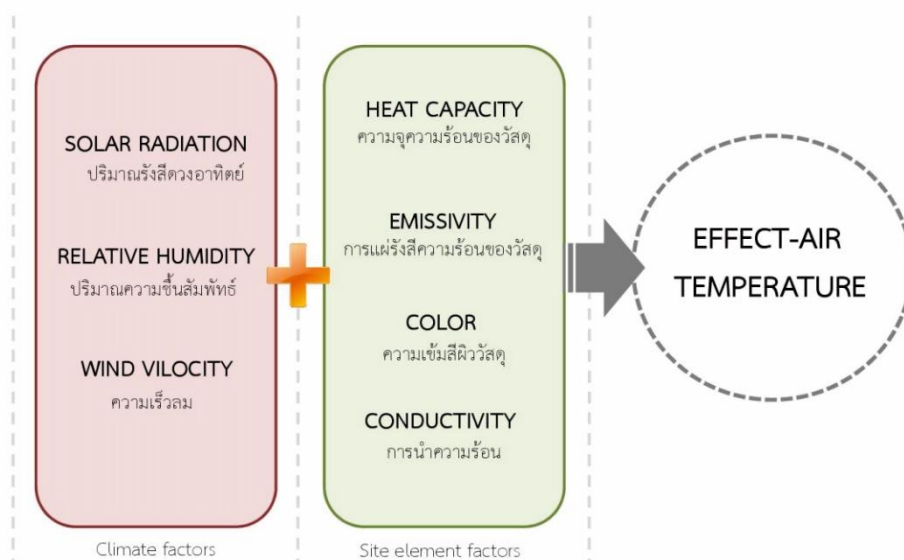 SOLAR RADIATION
ปริมาณรังสีดวงอาทิตย์
RELATIVE HUMIDITY
ปริมาณความชื้นสัมพัทธ์
WIND VILOCITY
ความเร็วลม
Climate factors
HEAT CAPACITY
ความจุความร้อนของวัสดุ
EMISSIVITY
การแผ่รังสีความร้อนของวัสดุ
COLOR
ความเข้มสีผิววัสดุ
CONDUCTIVITY
การนำความร้อน
Site element factors
EFFECT-AIR
TEMPERATURE